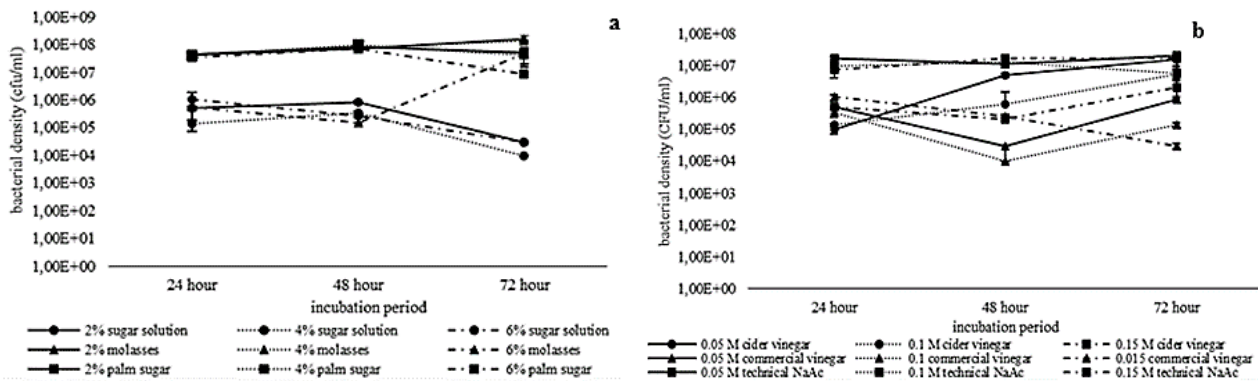 a
bacterial density (cfu/ml)
1,00E+09
1,00E+08
1,00E+07
1,00E+06
1,00E+05
1,00E+04
1,00E+03
1,00E+02
1,00E+01
1,00E+00
24 hour 48 hour 72 hour
incubation period
2% sugar solution 4% sugar solution 6% sugar solution
2% molasses 4% molasses 6% molasses
2% palm sugar 4% palm sugar 6% palm sugar
b
bacterial density (CFU/ml)
1,00E+08
1,00E+07
1,00E+06
1,00E+05
1,00E+04
1,00E+03
1,00E+02
1,00E+01
1,00E+00
24 hour 48 hour 72 hour
incubation period
0.05 M cider vinegar 0.1 M cider vinegar 0.15 M cider vinegar
0.05 M commercial vinegar 0.1 commercial vinegar 0.015 commercial vinegar
0.05 M technical NaAc 0.1 M technical NaAc 0.15 M technical NaAc